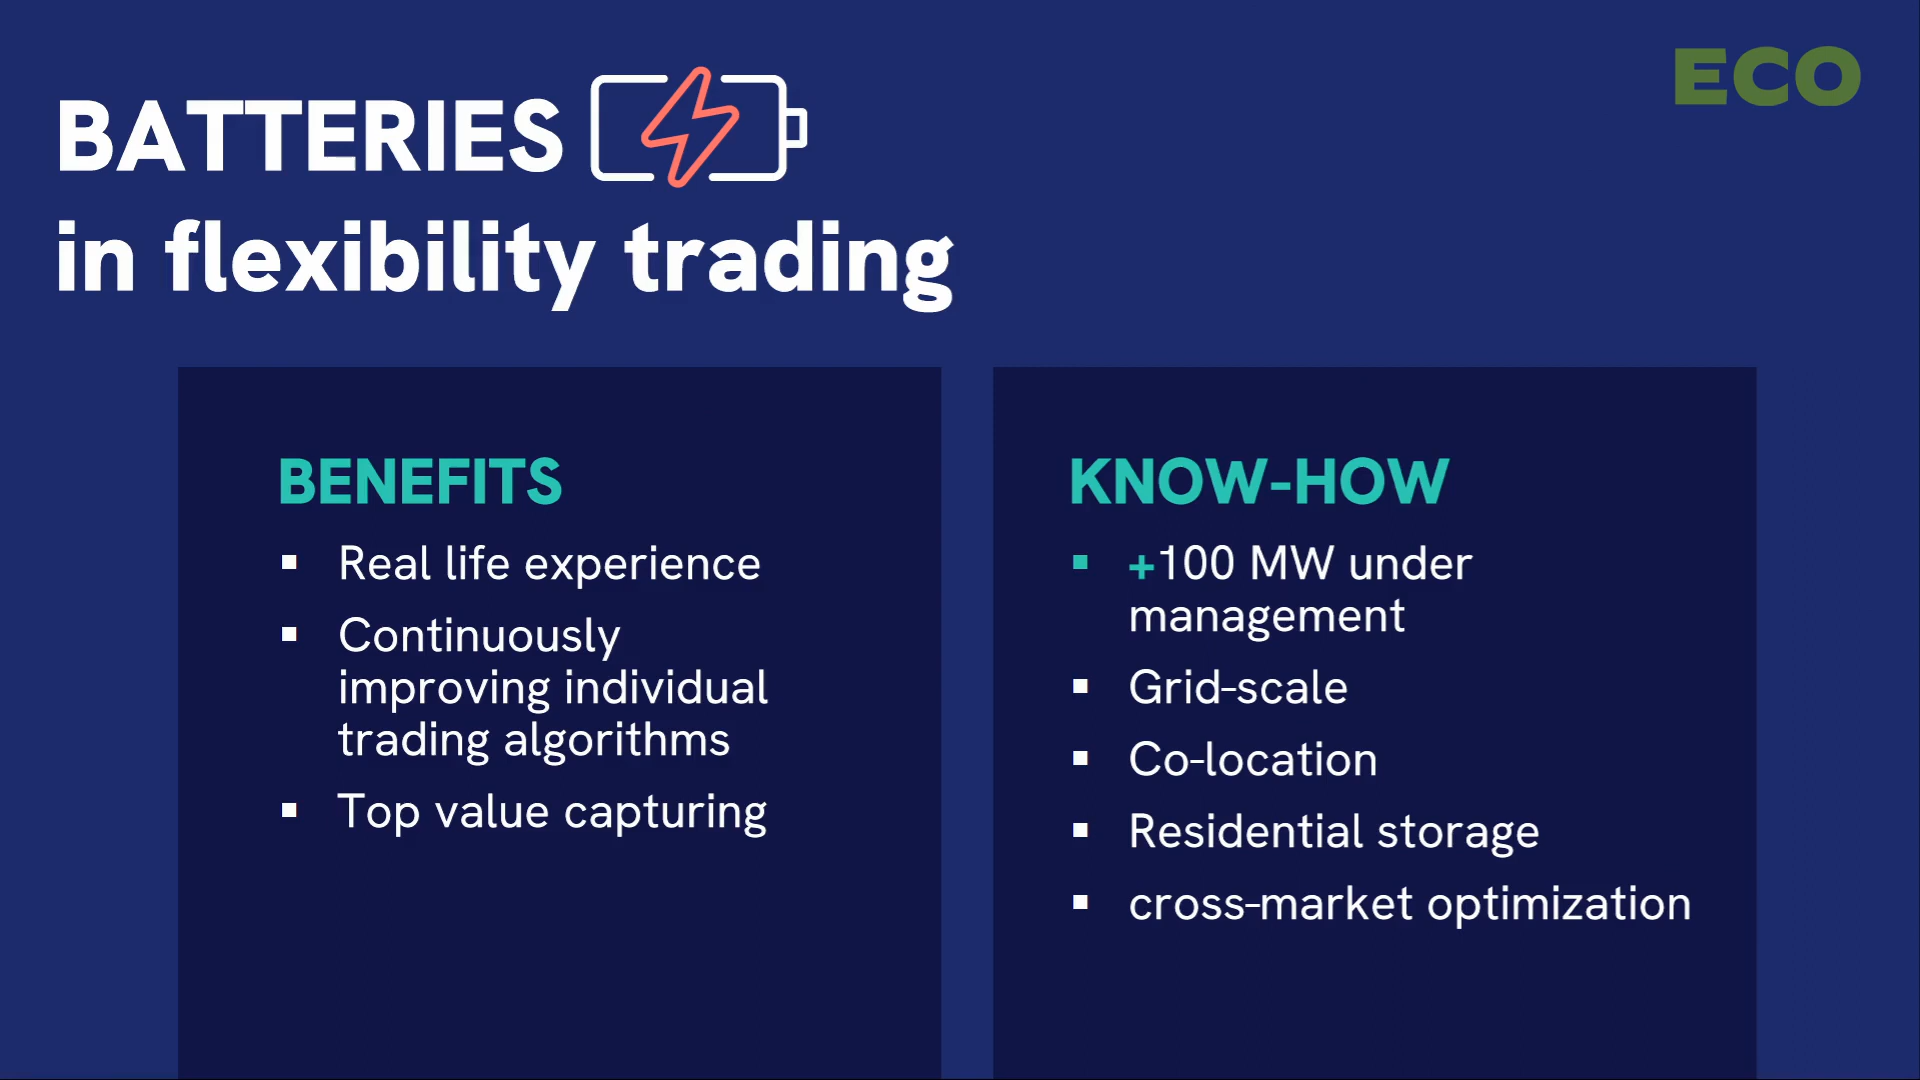 ECO
BATTERIES
in flexibility trading
BENEFITS
Real life experience
Continuously
improving individual
trading algorithms
Top value capturing
KNOW-HOW
+100 MW under
management
Grid-scale
Co-location
Residential storage
cross-market optimization